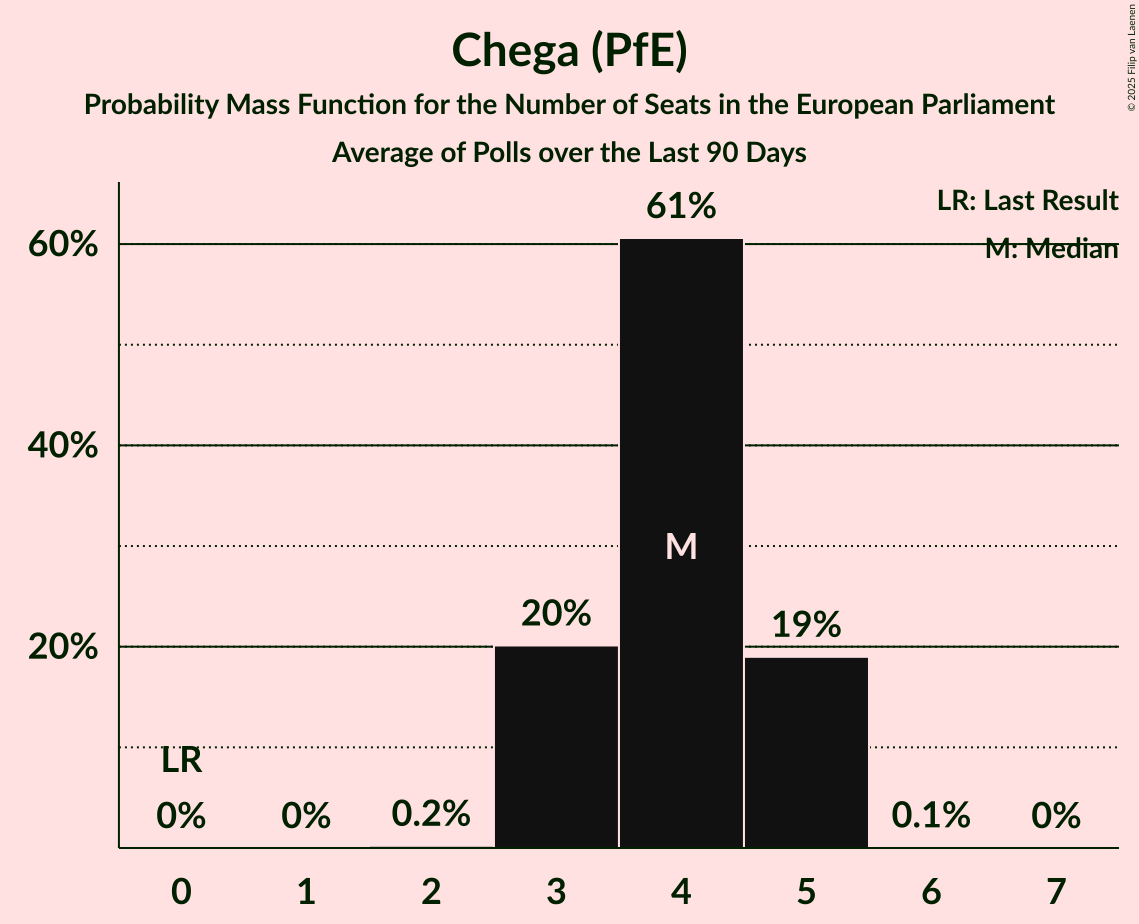 Chega (PfE)
Probability Mass Function for the Number of Seats in the European Parliament
Average of Polls over the Last 90 Days
© 2025 Filip van Laenen
LR: Last Result
M: Median
61%
60%
40%
M
20%
19%
20%
LR
0%
0%
0.2%
0.1%
0%
0 1 2 3 4 5 6 7